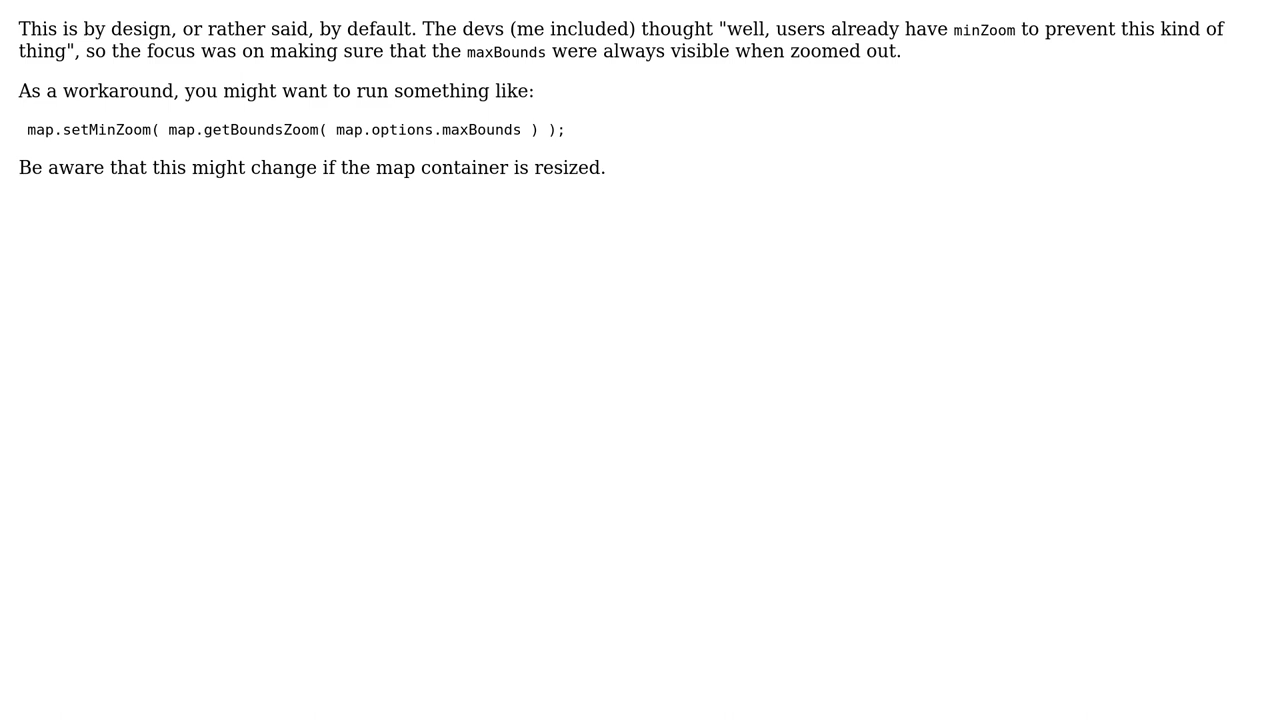 This is by design, or rather said, by default. The devs (me included) thought "well, users already have minZoom to prevent this kind of
thing", so the focus was on making sure that the maxBounds were always visible when zoomed out.
As a workaround, you might want to run something like:
map.setMinZoom( map.getBoundsZoom( map.options.maxBounds ) );
Be aware that this might change if the map container is resized.